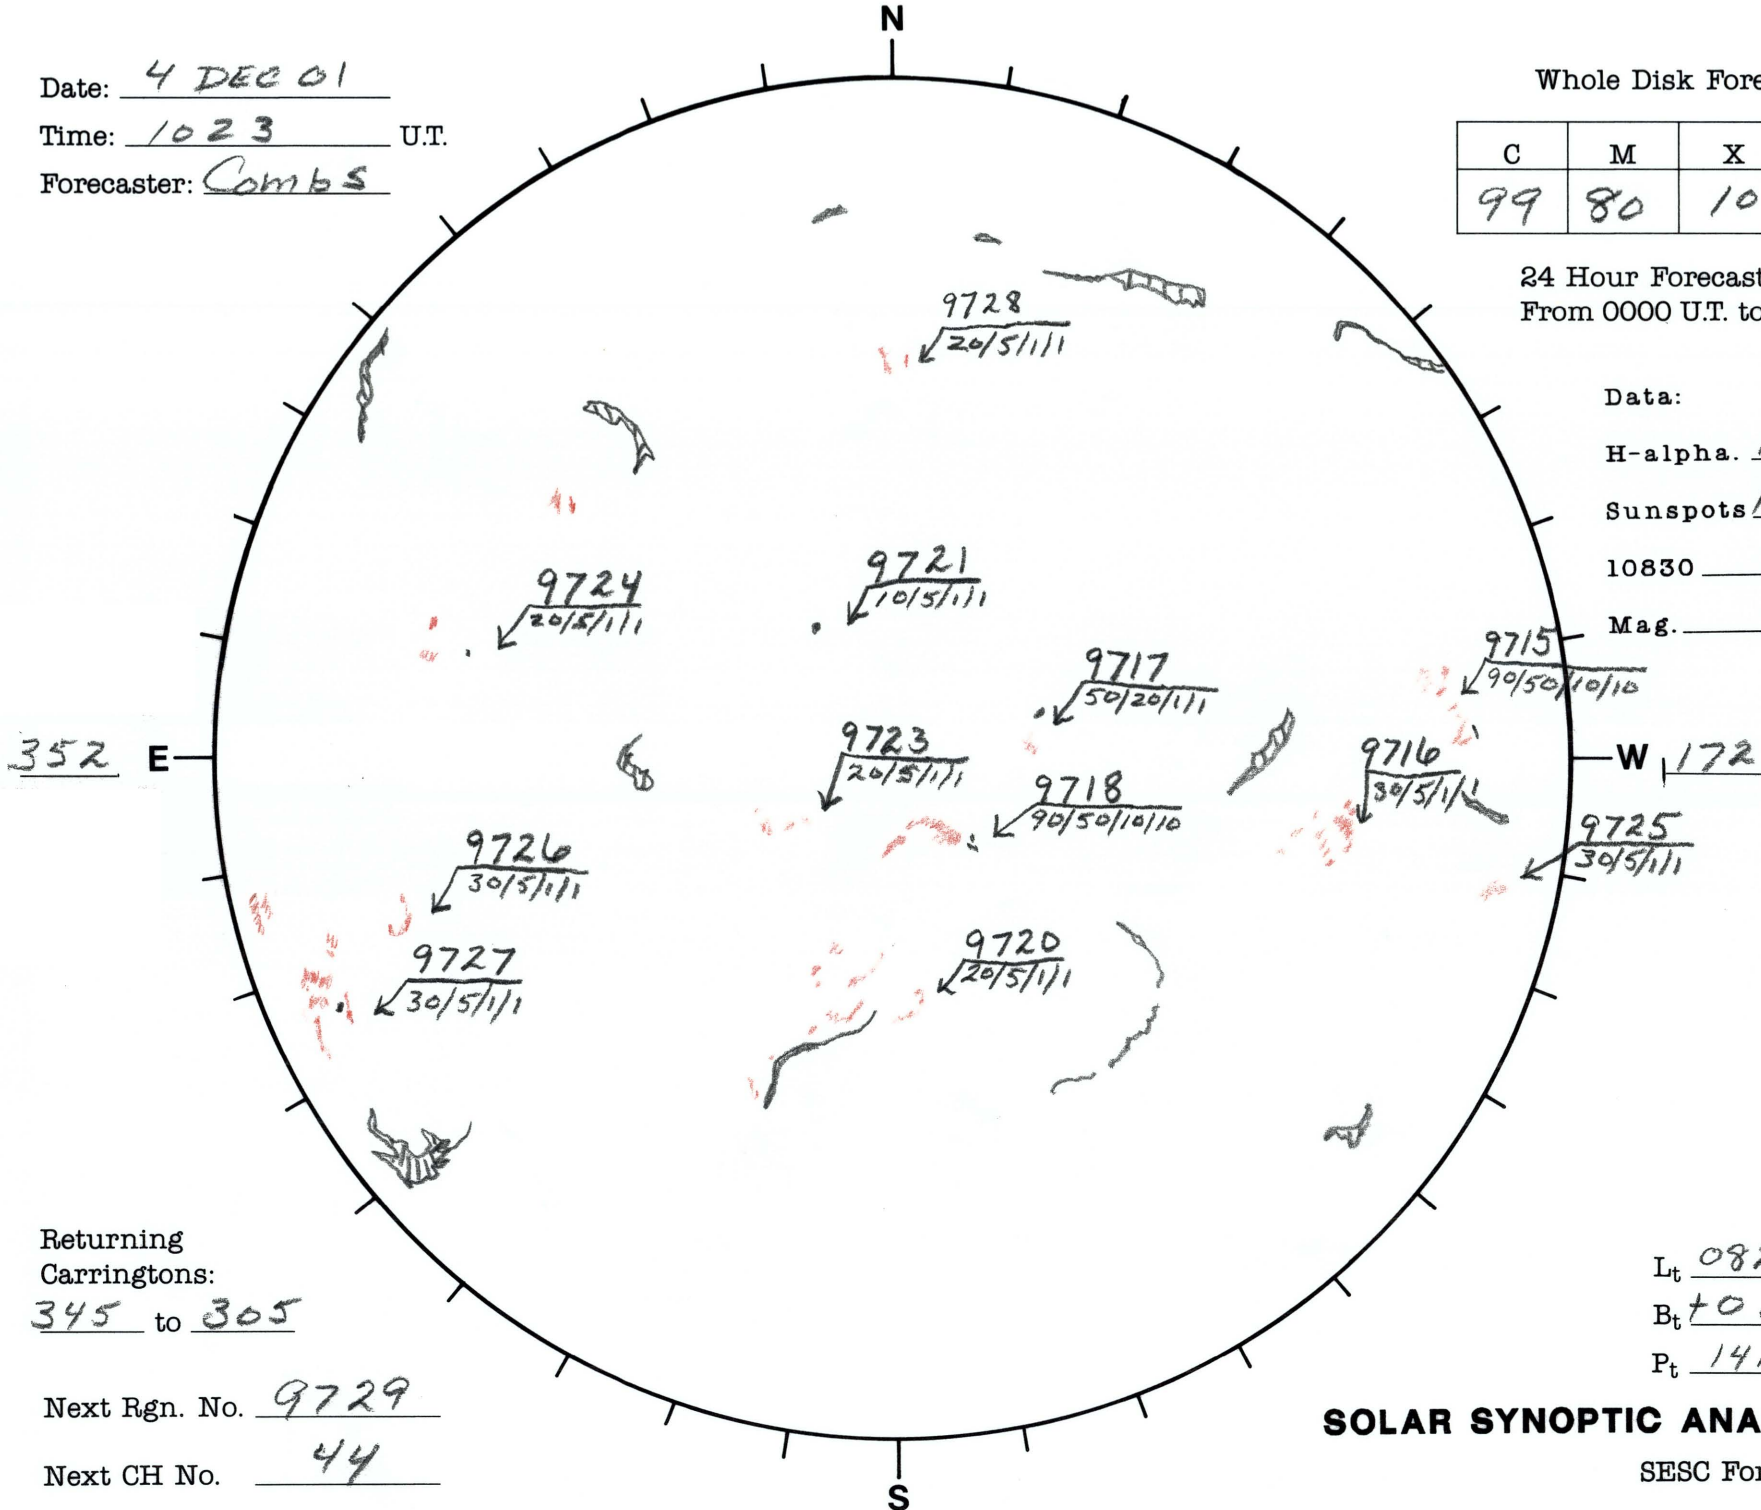 N
Date: 4 DEC 01
Time: 1023 U.T.
Forecaster: Combs
Whole Disk Fore
C M X
99 80 10
24 Hour Forecast
From 0000 U.T. to
9728
20/5/1/1
Data:
H-alpha.
Sunspots
10830
Mag.
9724
20/5/1/1
9721
10/5/1/1
9717
50/20/1/1
9715
90/50/10/10
9723
20/5/1/1
9716
30/5/1/1
352 E
W 172
9718
90/50/10/10
9725
30/5/1/1
9726
30/5/1/1
9727
30/5/1/1
9720
20/5/1/1
Returning
Carringtons:
345 to 305
Next Rgn. No. 9729
Next CH No. 44
Lt 082
Bt +0
Pt 141
SOLAR SYNOPTIC ANA
SESC For
S